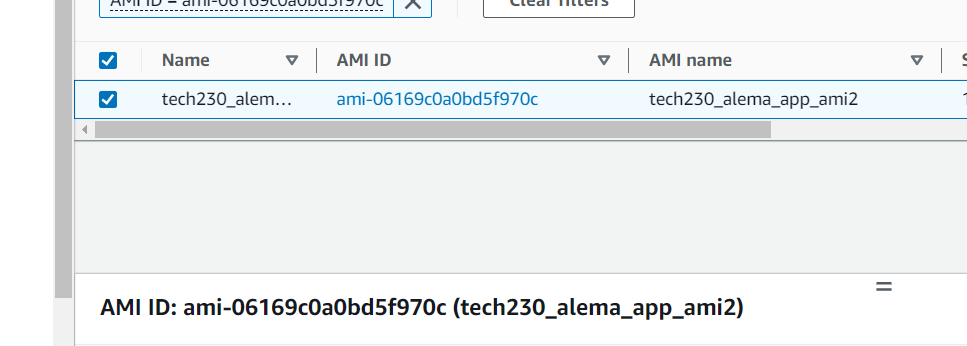 AMI ID = ami-06169c0a0bd5f970c Clear filters
Name AMI ID AMI name
tech230_alem... ami-06169c0a0bd5f970c tech230_alema_app_ami2
AMI ID: ami-06169c0a0bd5f970c (tech230_alema_app_ami2)